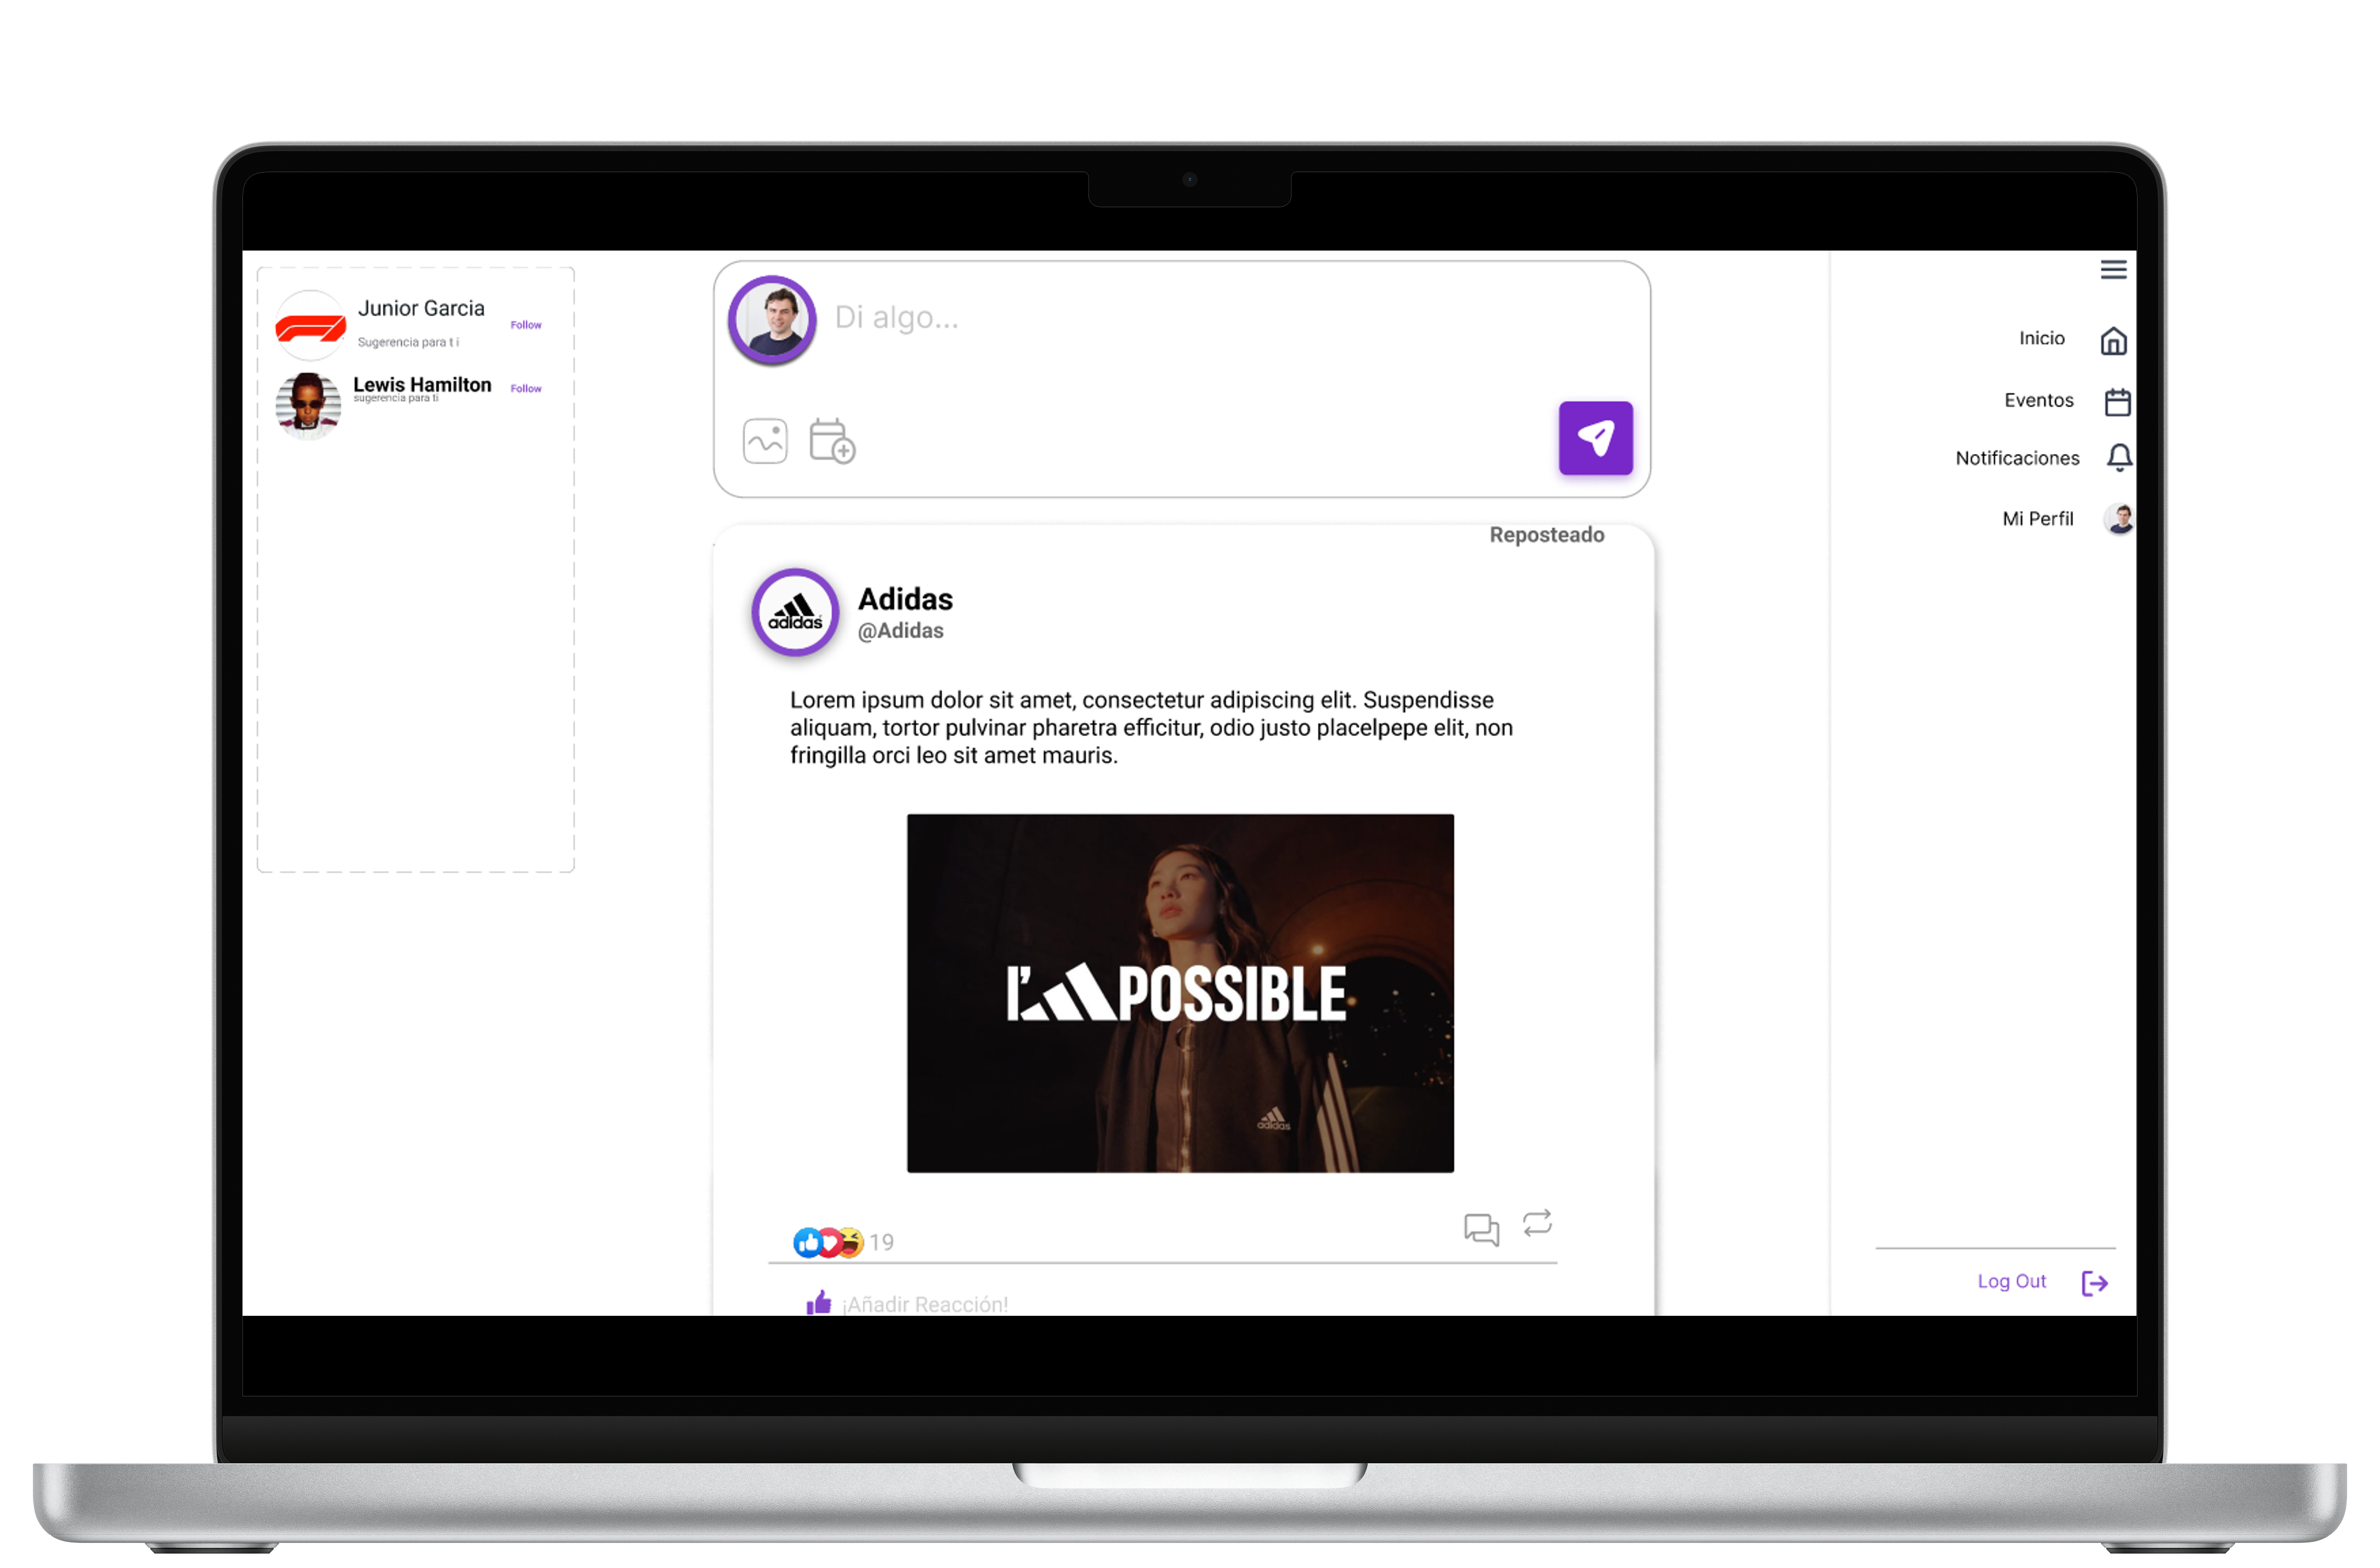 Junior Garcia
Follow
Sugerencia para t i
Lewis Hamilton
Follow
sugerencia para ti
Di algo...
Reposteado
adidas
Adidas
@Adidas
Lorem ipsum dolor sit amet, consectetur adipiscing elit. Suspendisse
aliquam, tortor pulvinar pharetra efficitur, odio justo placelpepe elit, non
fringilla orci leo sit amet mauris.
I'M POSSIBLE
adidas
19
¡Añadir Reacción!
Inicio
Eventos
Notificaciones
Mi Perfil
Log Out